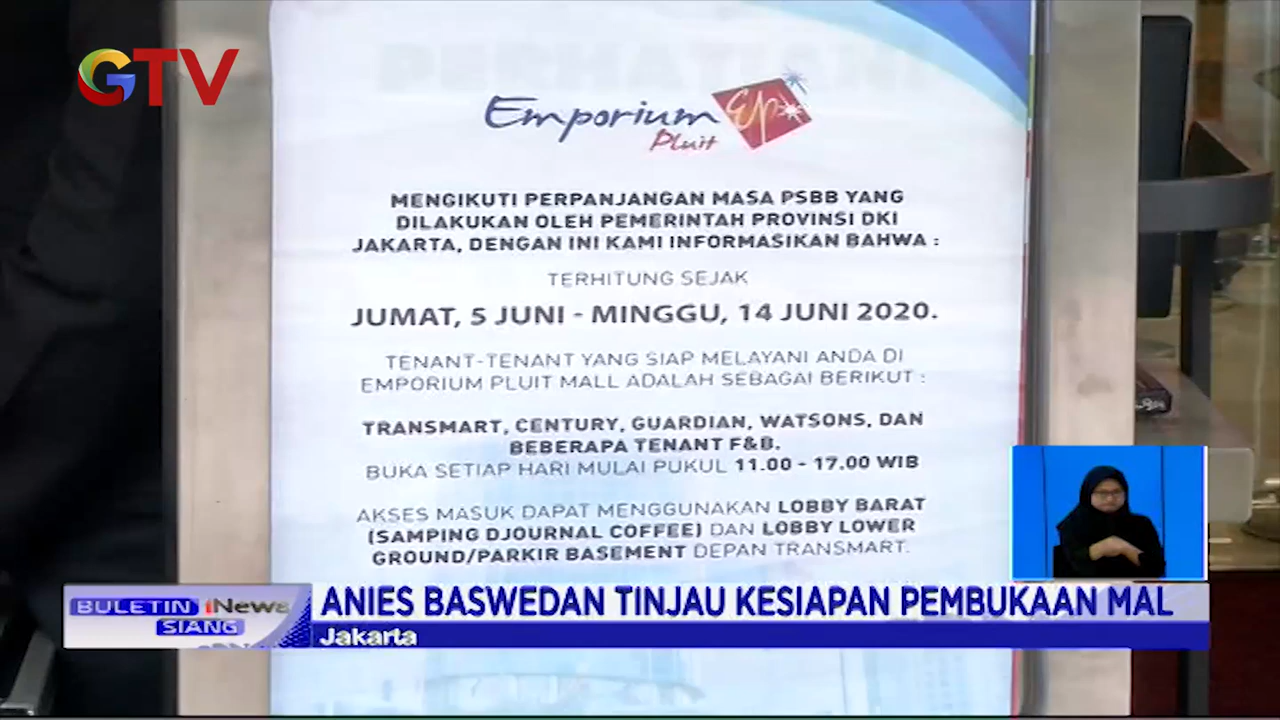 GTV
PERHATIAN
Emporium
Pluit
EP
MENGIKUTI PERPANJANGAN MASA PSBB YANG
DILAKUKAN OLEH PEMERINTAH PROVINSI DKI
JAKARTA, DENGAN INI KAMI INFORMASIKAN BAHWA :
TERHITUNG SEJAK
JUMAT, 5 JUNI - MINGGU, 14 JUNI 2020.
TENANT-TENANT YANG SIAP MELAYANI ANDA DI
EMPORIUM PLUIT MALL ADALAH SEBAGAI BERIKUT :
TRANSMART, CENTURY, GUARDIAN, WATSONS, DAN
BEBERAPA TENANT F&B.
BUKA SETIAP HARI MULAI PUKUL 11.00 - 17.00 WIB
AKSES MASUK DAPAT MENGGUNAKAN LOBBY BARAT
(SAMPING DJOURNAL COFFEE) DAN LOBBY LOWER
GROUND/PARKIR BASEMENT DEPAN TRANSMART.
BULETIN iNews
SIANG
ANIES BASWEDAN TINJAU KESIAPAN PEMBUKAAN MAL
Jakarta